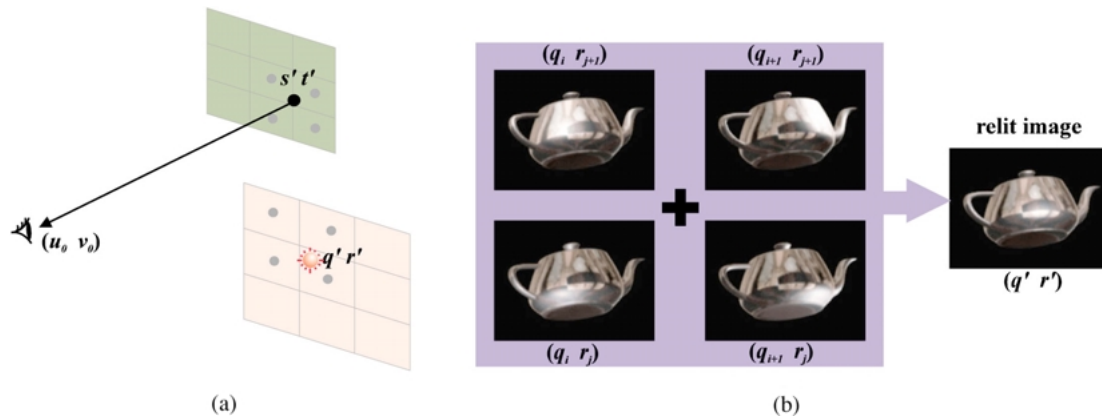 s′ t′
(u₀ v₀)
q′ r′
(a)
(qᵢ rⱼ₊₁)
(qᵢ₊₁ rⱼ₊₁)
+
(qᵢ rⱼ)
(qᵢ₊₁ rⱼ)
relit image
(q′ r′)
(b)